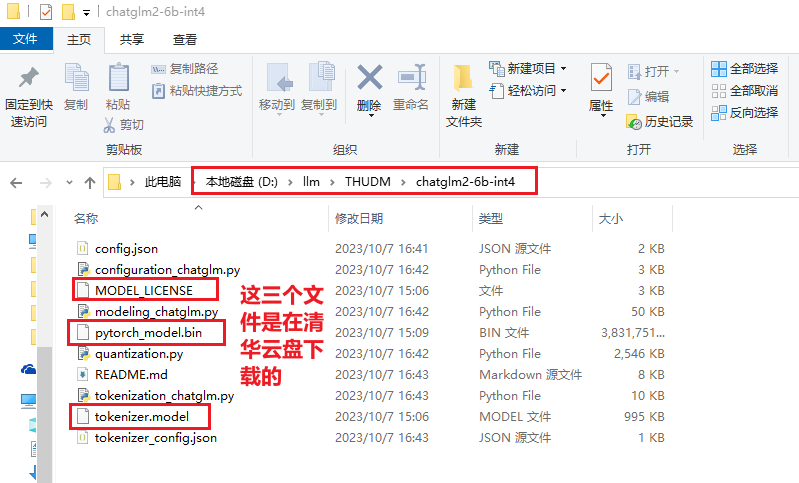 chatglm2-6b-int4
文件 主页 共享 查看
固定到快速访问
复制
粘贴
复制路径
粘贴快捷方式
剪切
剪贴板
移动到 复制到
删除 重命名
组织
新建文件夹
新建项目
轻松访问
新建
属性
打开
编辑
历史记录
打开
全部选择
全部取消
反向选择
选择
此电脑 本地磁盘 (D:) llm THUDM chatglm2-6b-int4
名称 修改日期 类型 大小
config.json 2023/10/7 16:41 JSON 源文件 2 KB
configuration_chatglm.py 2023/10/7 16:42 Python File 3 KB
MODEL_LICENSE 2023/10/7 15:06 文件 3 KB
modeling_chatglm.py 2023/10/7 16:42 Python File 50 KB
pytorch_model.bin 2023/10/7 15:09 BIN 文件 3,831,751...
quantization.py 2023/10/7 16:42 Python File 2,546 KB
README.md 2023/10/7 16:43 Markdown 源文件 8 KB
tokenization_chatglm.py 2023/10/7 16:43 Python File 10 KB
tokenizer.model 2023/10/7 15:06 MODEL 文件 995 KB
tokenizer_config.json 2023/10/7 16:43 JSON 源文件 1 KB
这三个文
件是在清
华云盘下
载的